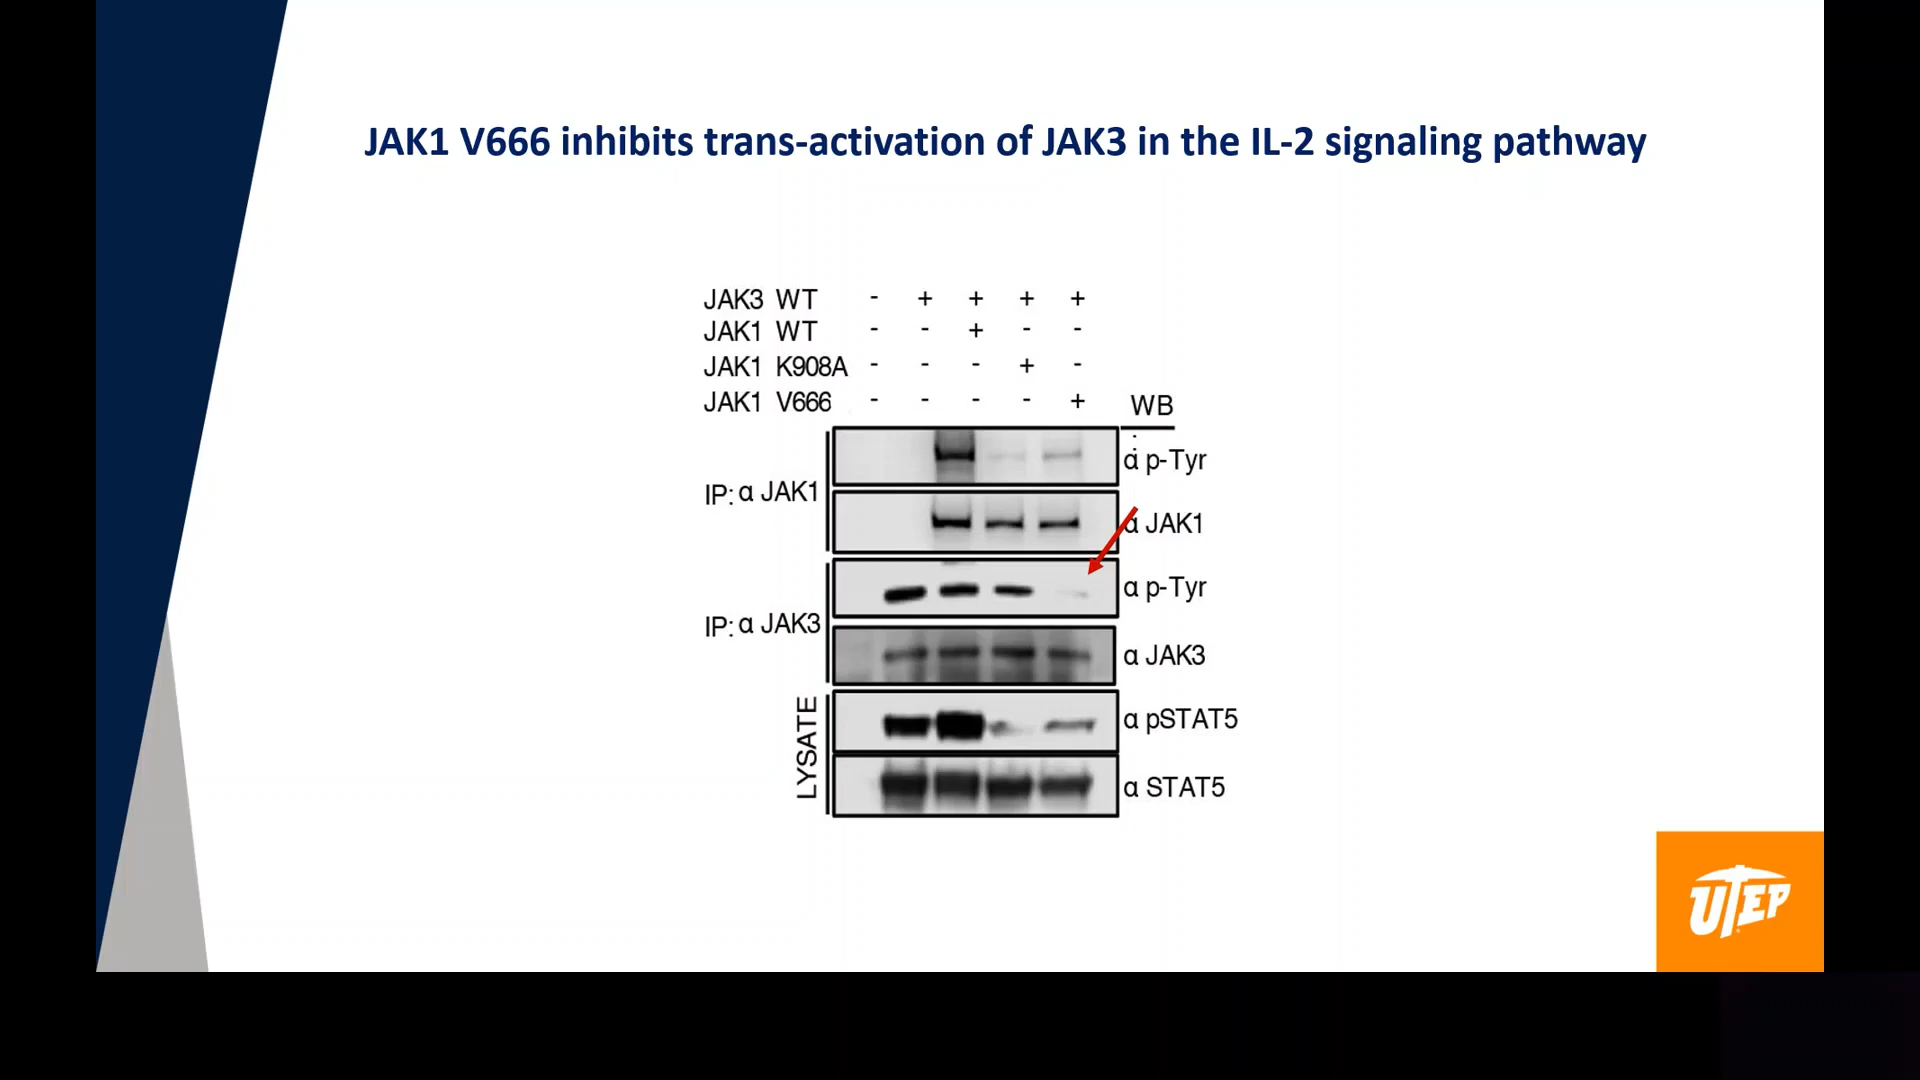 JAK1 V666 inhibits trans-activation of JAK3 in the IL-2 signaling pathway
JAK3 WT - + + + +
JAK1 WT - - + - -
JAK1 K908A - - - + -
JAK1 V666 - - - - +
WB
:
IP: α JAK1
α p-Tyr
α JAK1
IP: α JAK3
α p-Tyr
α JAK3
LYSATE
α pSTAT5
α STAT5
UTEP